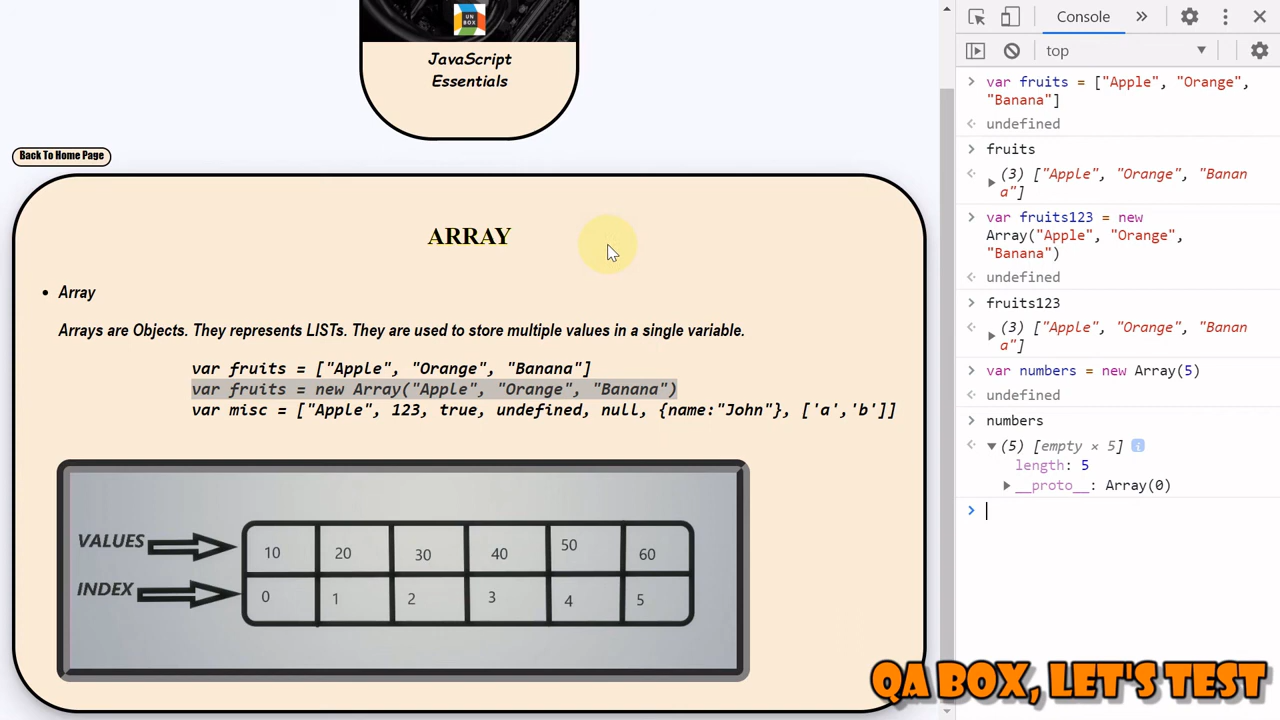 UN
BOX
JavaScript
Essentials
Back To Home Page
ARRAY
• Array
Arrays are Objects. They represents LISTs. They are used to store multiple values in a single variable.
var fruits = ["Apple", "Orange", "Banana"]
var fruits = new Array("Apple", "Orange", "Banana")
var misc = ["Apple", 123, true, undefined, null, {name:"John"}, ['a','b']]
VALUES 10 20 30 40 50 60
INDEX 0 1 2 3 4 5
Console
top
var fruits = ["Apple", "Orange",
"Banana"]
undefined
fruits
(3) ["Apple", "Orange", "Banan
a"]
var fruits123 = new
Array("Apple", "Orange",
"Banana")
undefined
fruits123
(3) ["Apple", "Orange", "Banan
a"]
var numbers = new Array(5)
undefined
numbers
(5) [empty × 5] i
length: 5
__proto__: Array(0)
QA BOX, LET'S TEST